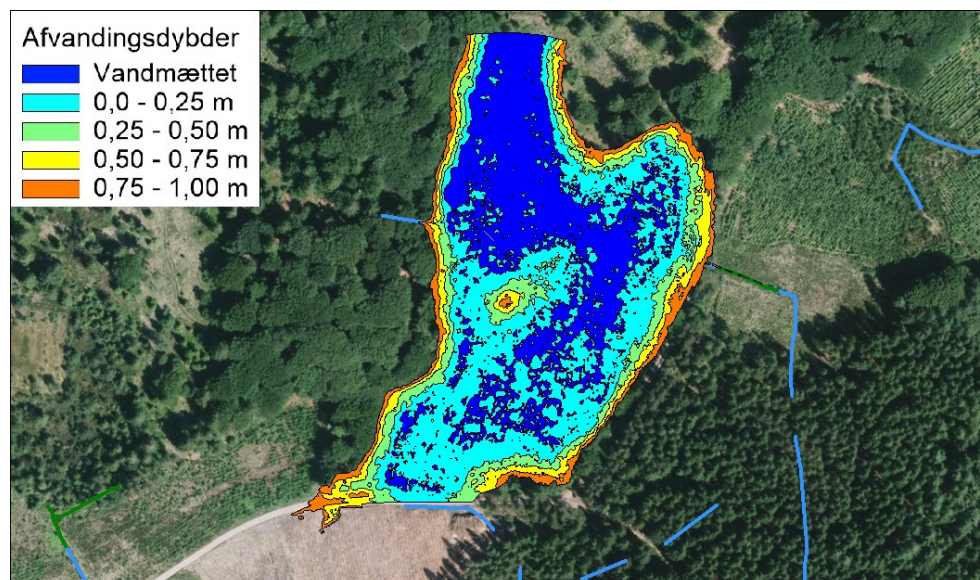 Afvandingsdybder
Vandmættet
0,0 - 0,25 m
0,25 - 0,50 m
0,50 - 0,75 m
0,75 - 1,00 m